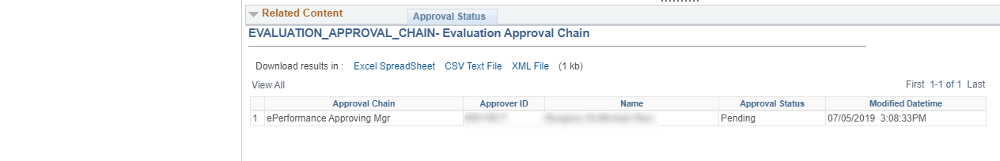 Related Content
Approval Status
EVALUATION_APPROVAL_CHAIN- Evaluation Approval Chain
Download results in : Excel SpreadSheet CSV Text File XML File (1 kb)
View All First 1-1 of 1 Last
Approval Chain Approver ID Name Approval Status Modified Datetime
1 ePerformance Approving Mgr Pending 07/05/2019 3:08:33PM